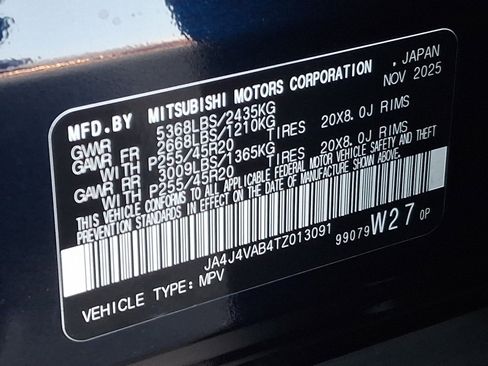 MFD.BY MITSUBISHI MOTORS CORPORATION , JAPAN
NOV 2025
GVWR 5368LBS/2435KG
GAWR FR 2668LBS/1210KG TIRES 20X8.0J RIMS
P255/45R20
GAWR RR 3009LBS/1365KG TIRES 20X8.0J RIMS
P255/45R20
THIS VEHICLE CONFORMS TO ALL APPLICABLE FEDERAL MOTOR VEHICLE SAFETY AND THEFT
PREVENTION STANDARDS IN EFFECT ON THE DATE OF MANUFACTURE SHOWN ABOVE.
JA4J4VAB4TZ013091 99079 W27 0P
VEHICLE TYPE: MPV